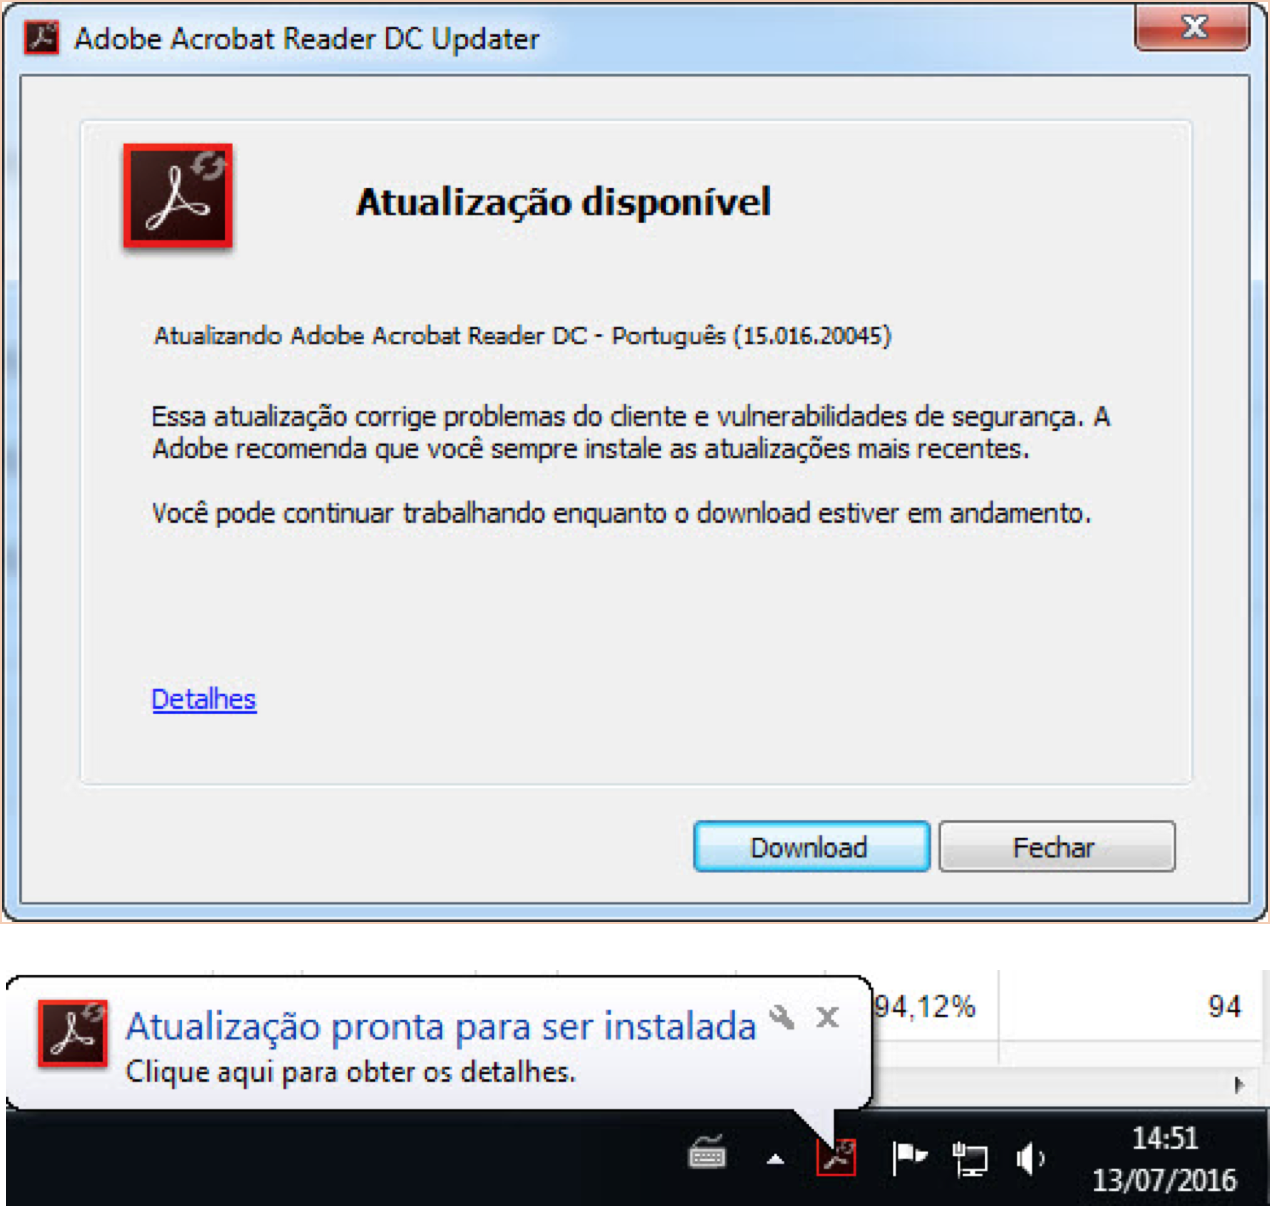 Adobe Acrobat Reader DC Updater
Atualização disponível
Atualizando Adobe Acrobat Reader DC - Português (15.016.20045)
Essa atualização corrige problemas do cliente e vulnerabilidades de segurança. A
Adobe recomenda que você sempre instale as atualizações mais recentes.
Você pode continuar trabalhando enquanto o download estiver em andamento.
Detalhes
Download
Fechar
Atualização pronta para ser instalada
Clique aqui para obter os detalhes.
94,12%
94
14:51
13/07/2016